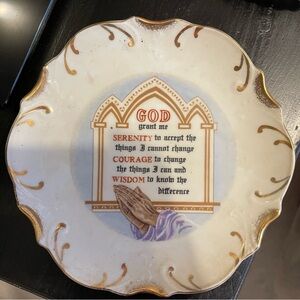 GOD
grant me
SERENITY to accept the
things I cannot change
COURAGE to change
the things I can and
WISDOM to know the
difference